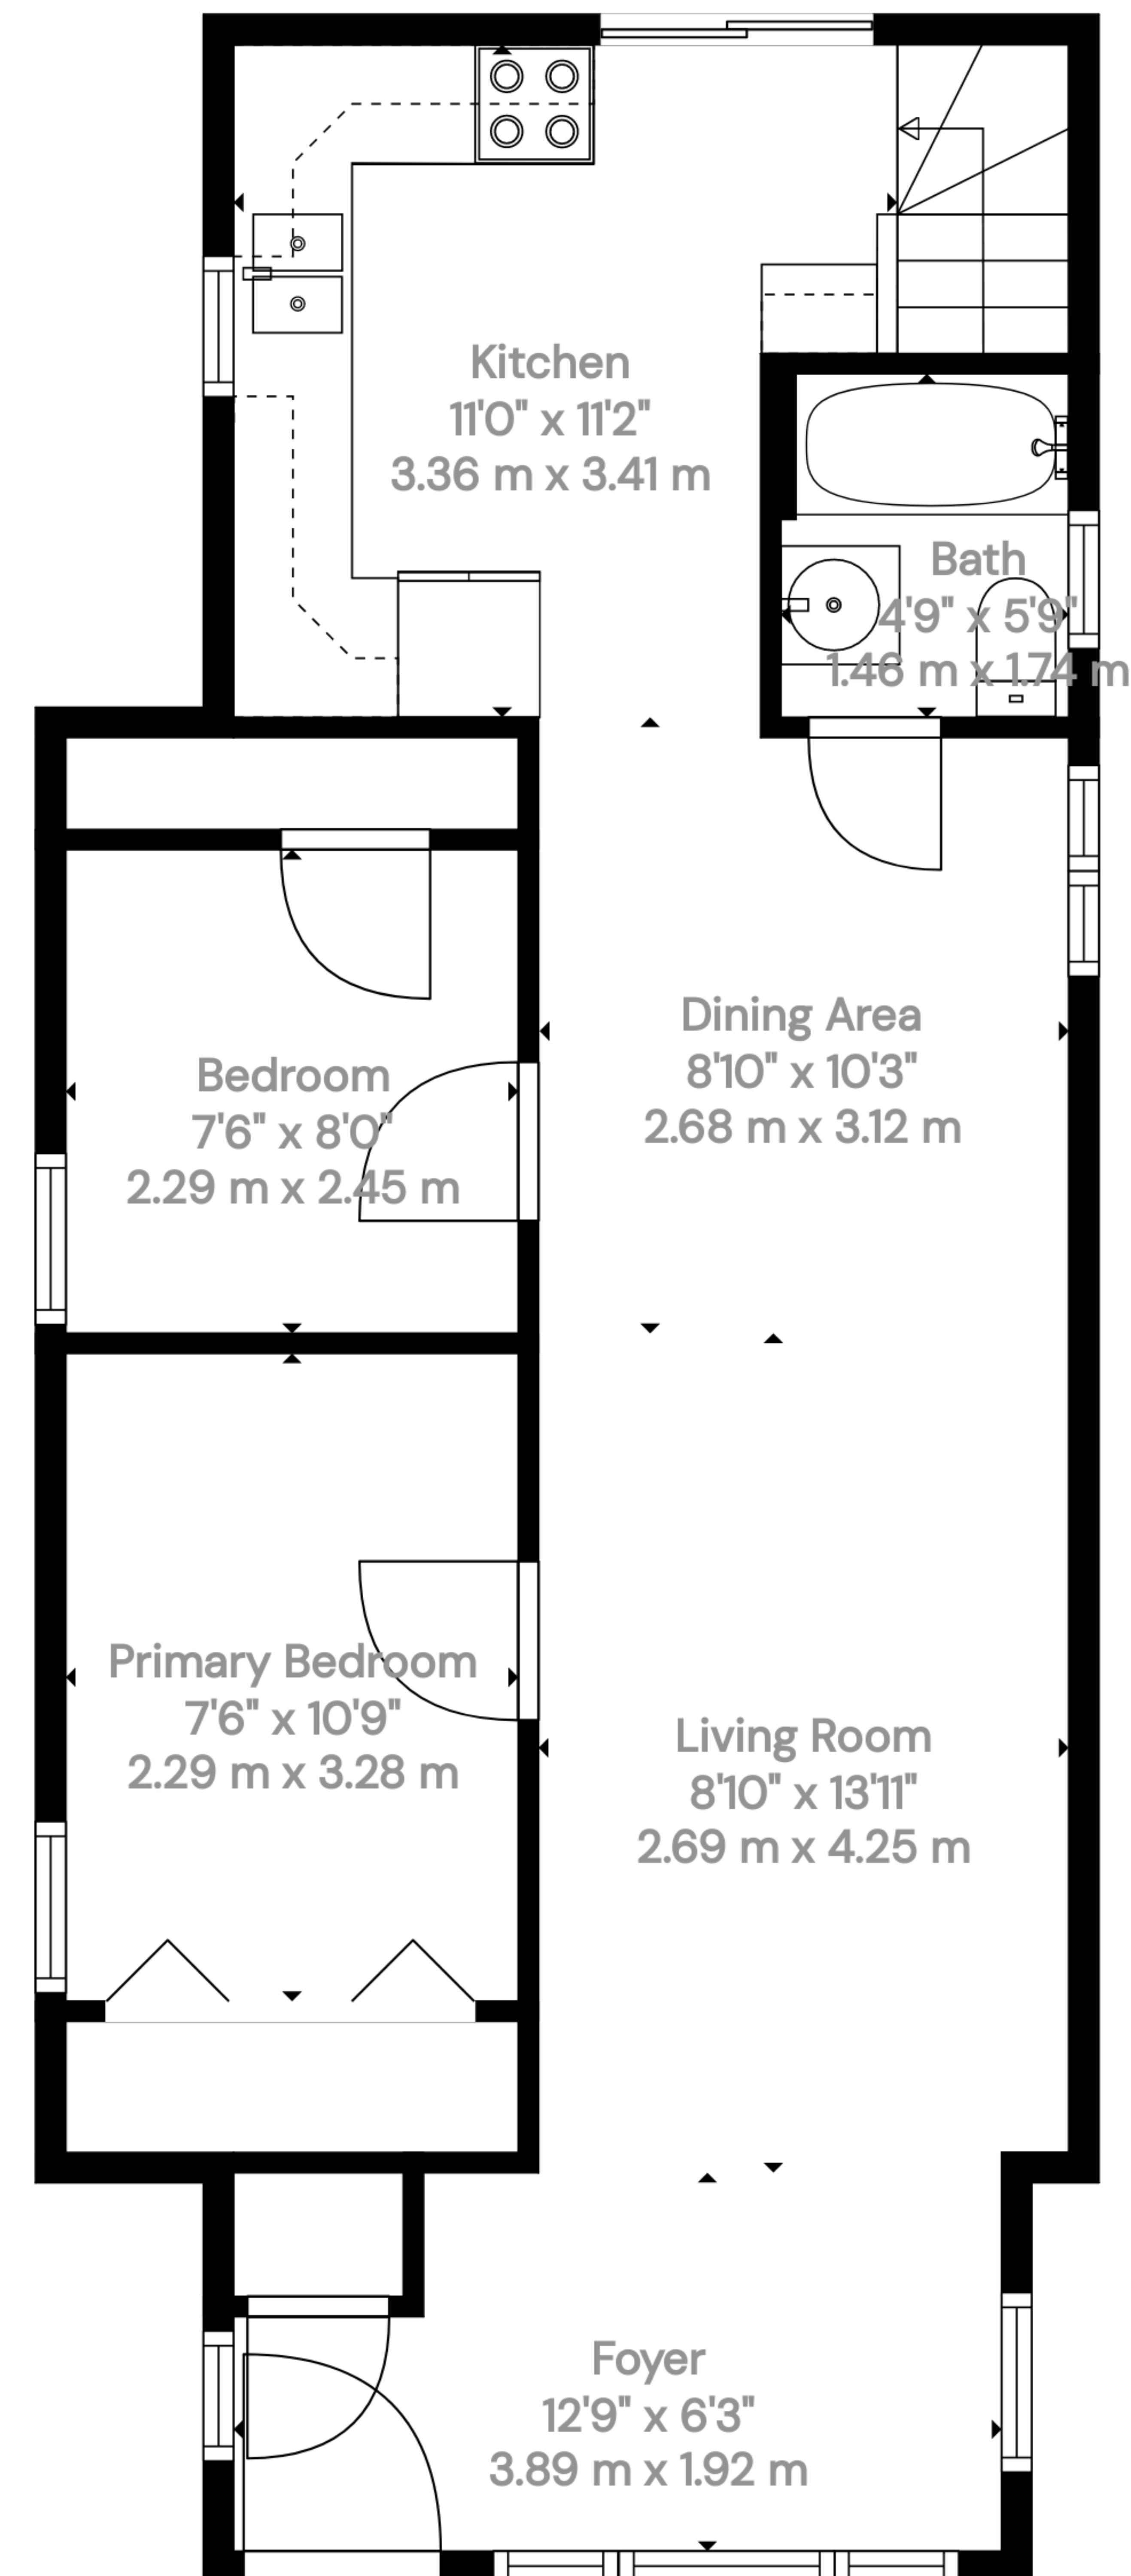 Kitchen
11'0" x 11'2"
3.36 m x 3.41 m
Bath
4'9" x 5'9"
1.46 m x 1.74 m
Dining Area
8'10" x 10'3"
2.68 m x 3.12 m
Bedroom
7'6" x 8'0"
2.29 m x 2.45 m
Primary Bedroom
7'6" x 10'9"
2.29 m x 3.28 m
Living Room
8'10" x 13'11"
2.69 m x 4.25 m
Foyer
12'9" x 6'3"
3.89 m x 1.92 m